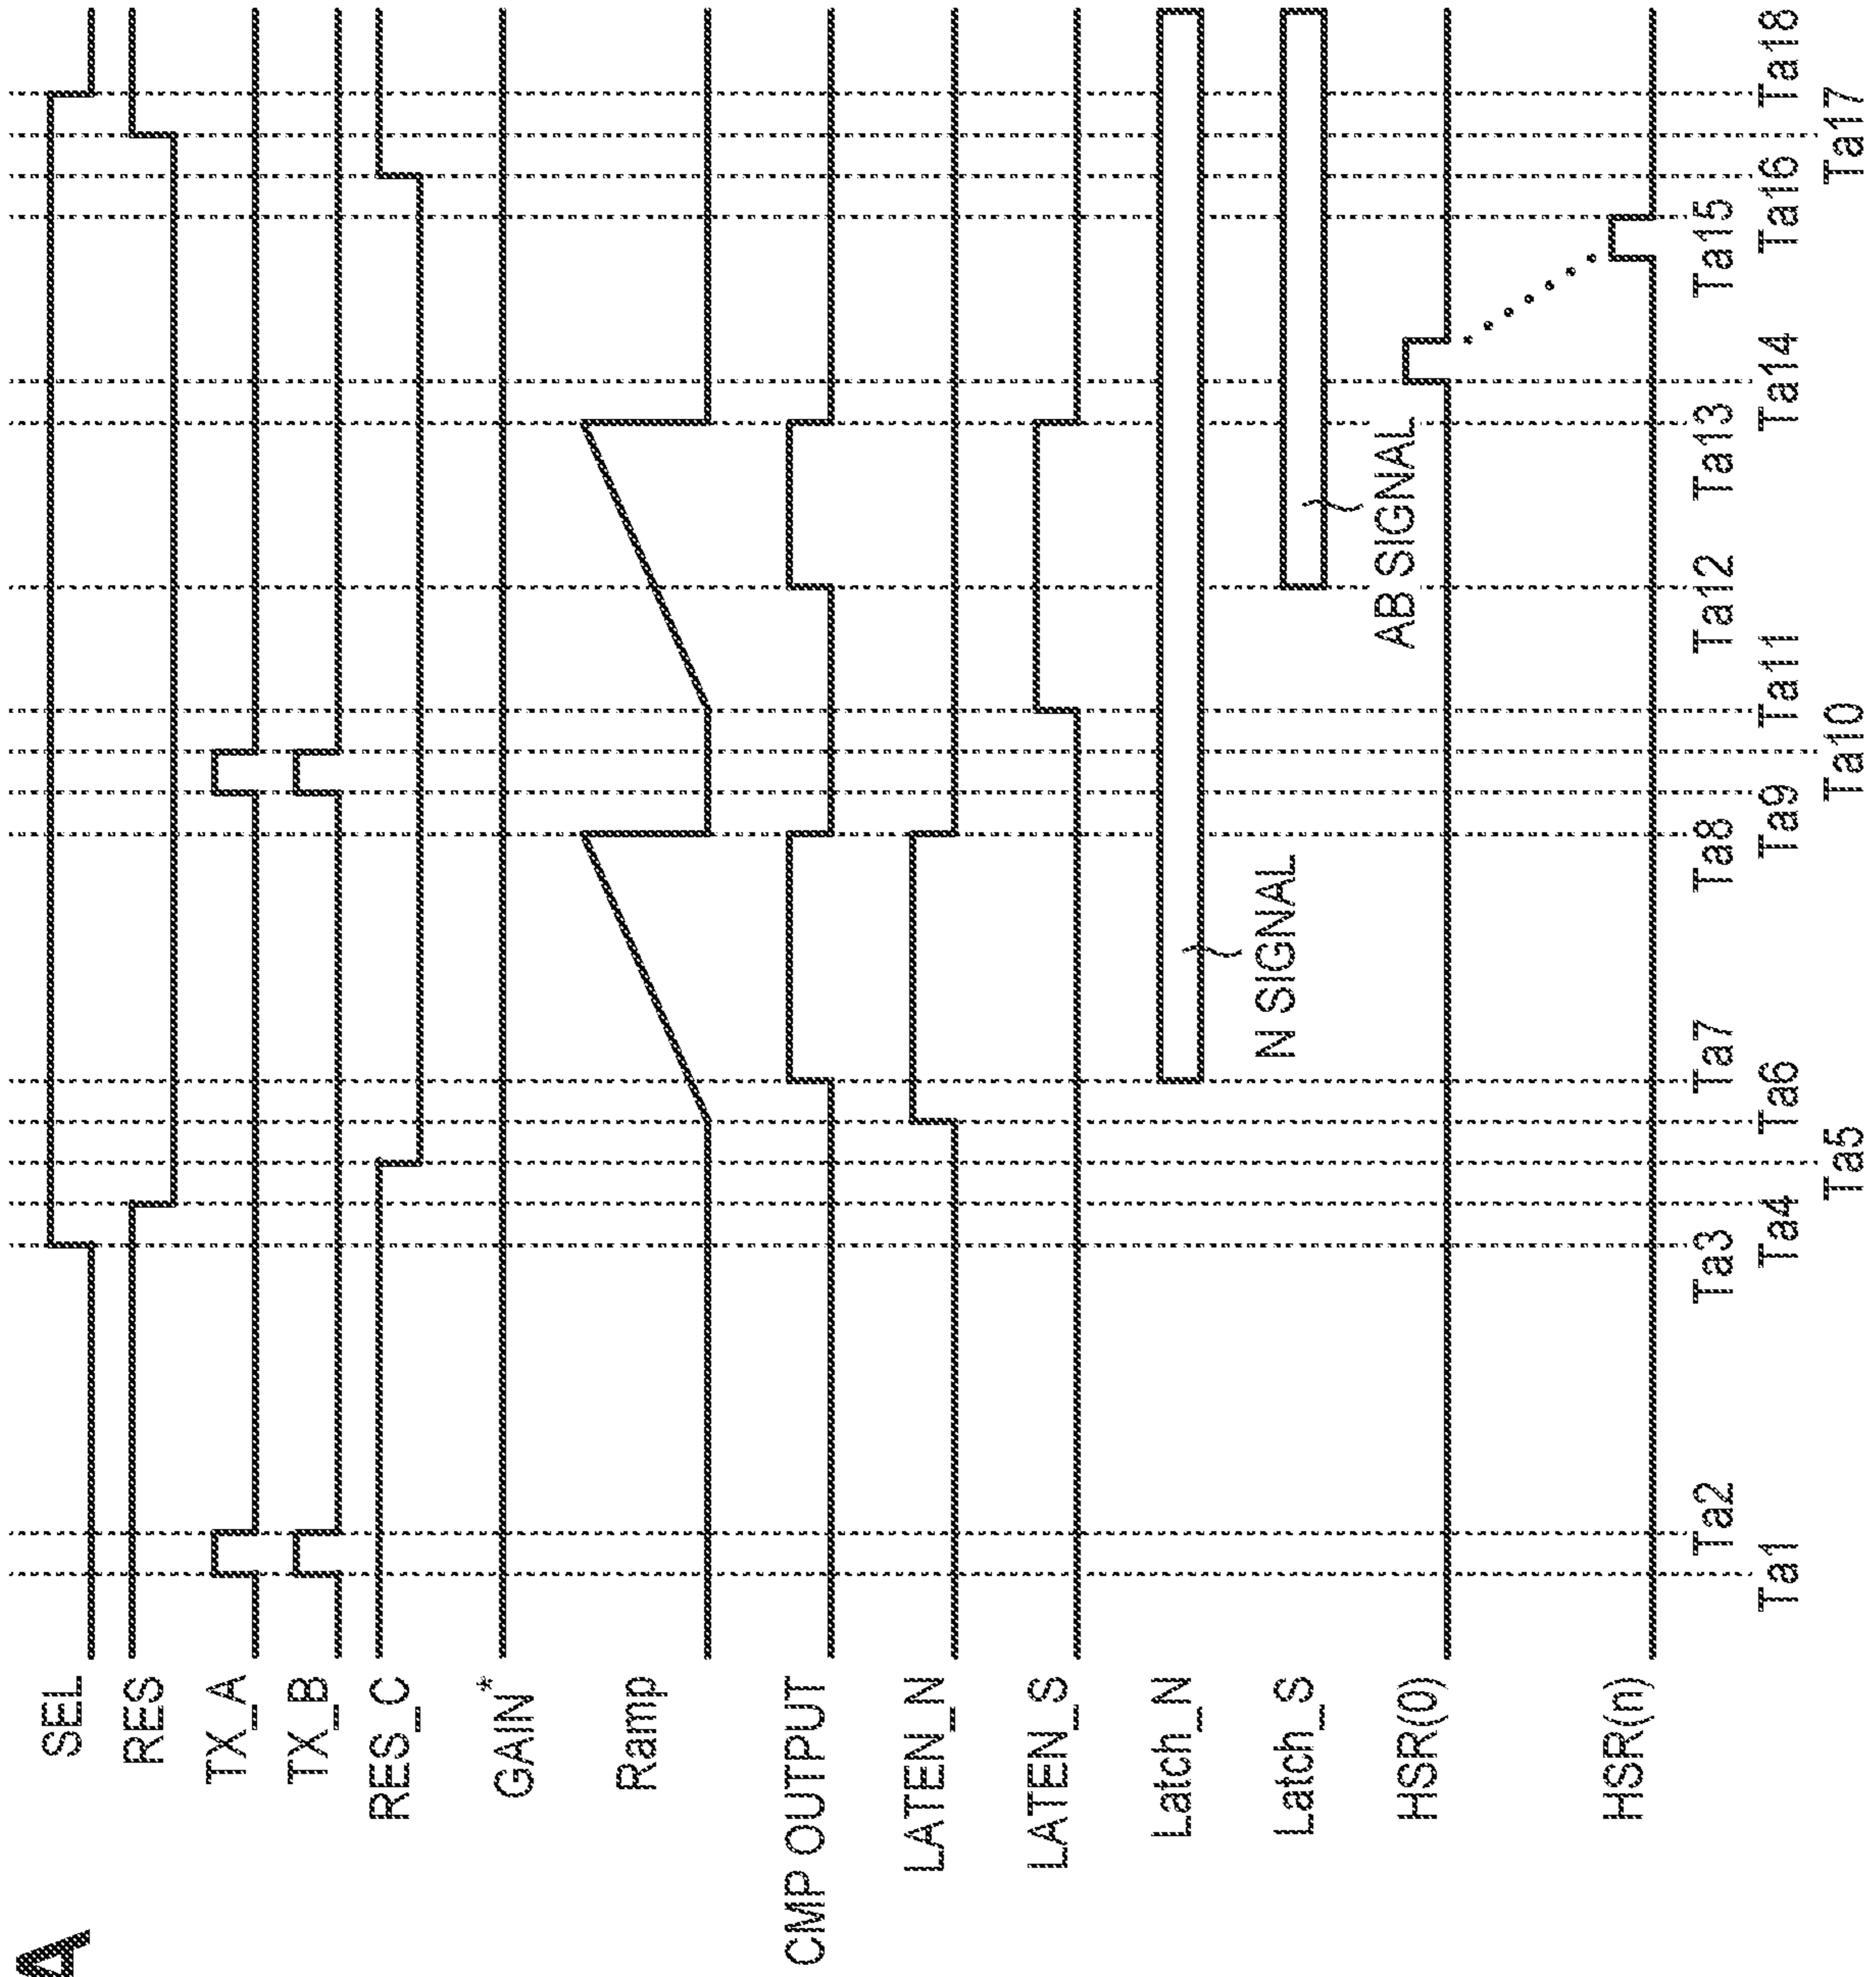 A
SEL
RES
TX_A
TX_B
RES_C
GAIN*
Ramp
CMP OUTPUT
LATEN_N
LATEN_S
Latch_N
N SIGNAL
Latch_S
AB SIGNAL
HSR(0)
HSR(n)
Ta2 Ta3 Ta7 Ta8 Ta12 Ta13 Ta15
Ta1 Ta4 Ta6 Ta9 Ta11 Ta14 Ta16 Ta18
Ta5 Ta10 Ta17